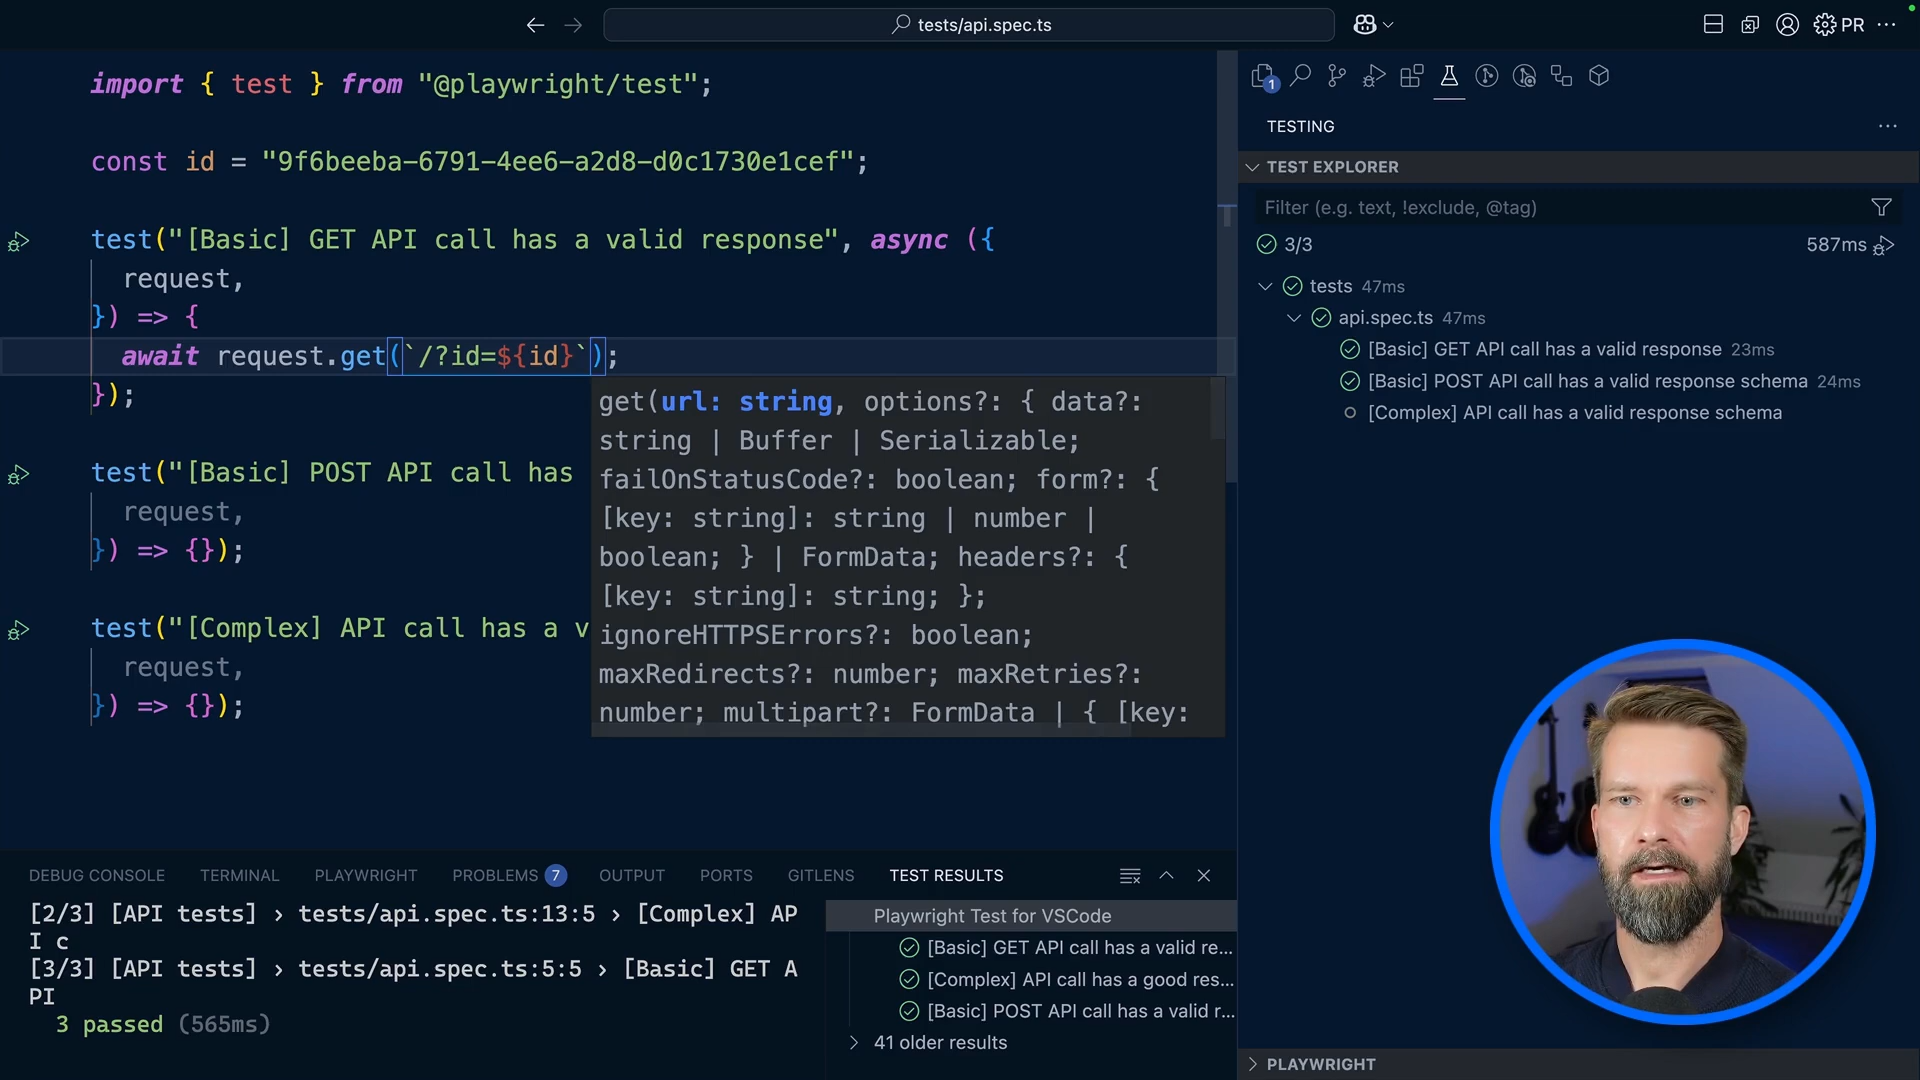 tests/api.spec.ts
PR
import { test } from "@playwright/test";
const id = "9f6beeba-6791-4ee6-a2d8-d0c1730e1cef";
test("[Basic] GET API call has a valid response", async ({
request,
}) => {
await request.get(`/?id=${id}`);
});
test("[Basic] POST API call has
request,
}) => {});
test("[Complex] API call has a v
request,
}) => {});
get(url: string, options?: { data?:
string | Buffer | Serializable;
failOnStatusCode?: boolean; form?: {
[key: string]: string | number |
boolean; } | FormData; headers?: {
[key: string]: string; };
ignoreHTTPSErrors?: boolean;
maxRedirects?: number; maxRetries?:
number; multipart?: FormData | { [key:
1
TESTING
TEST EXPLORER
Filter (e.g. text, !exclude, @tag)
3/3 587ms
tests 47ms
api.spec.ts 47ms
[Basic] GET API call has a valid response 23ms
[Basic] POST API call has a valid response schema 24ms
[Complex] API call has a valid response schema
DEBUG CONSOLE TERMINAL PLAYWRIGHT PROBLEMS 7 OUTPUT PORTS GITLENS TEST RESULTS
[2/3] [API tests] › tests/api.spec.ts:13:5 › [Complex] AP
I c
[3/3] [API tests] › tests/api.spec.ts:5:5 › [Basic] GET A
PI
3 passed (565ms)
Playwright Test for VSCode
[Basic] GET API call has a valid re...
[Complex] API call has a good res...
[Basic] POST API call has a valid r...
41 older results
PLAYWRIGHT